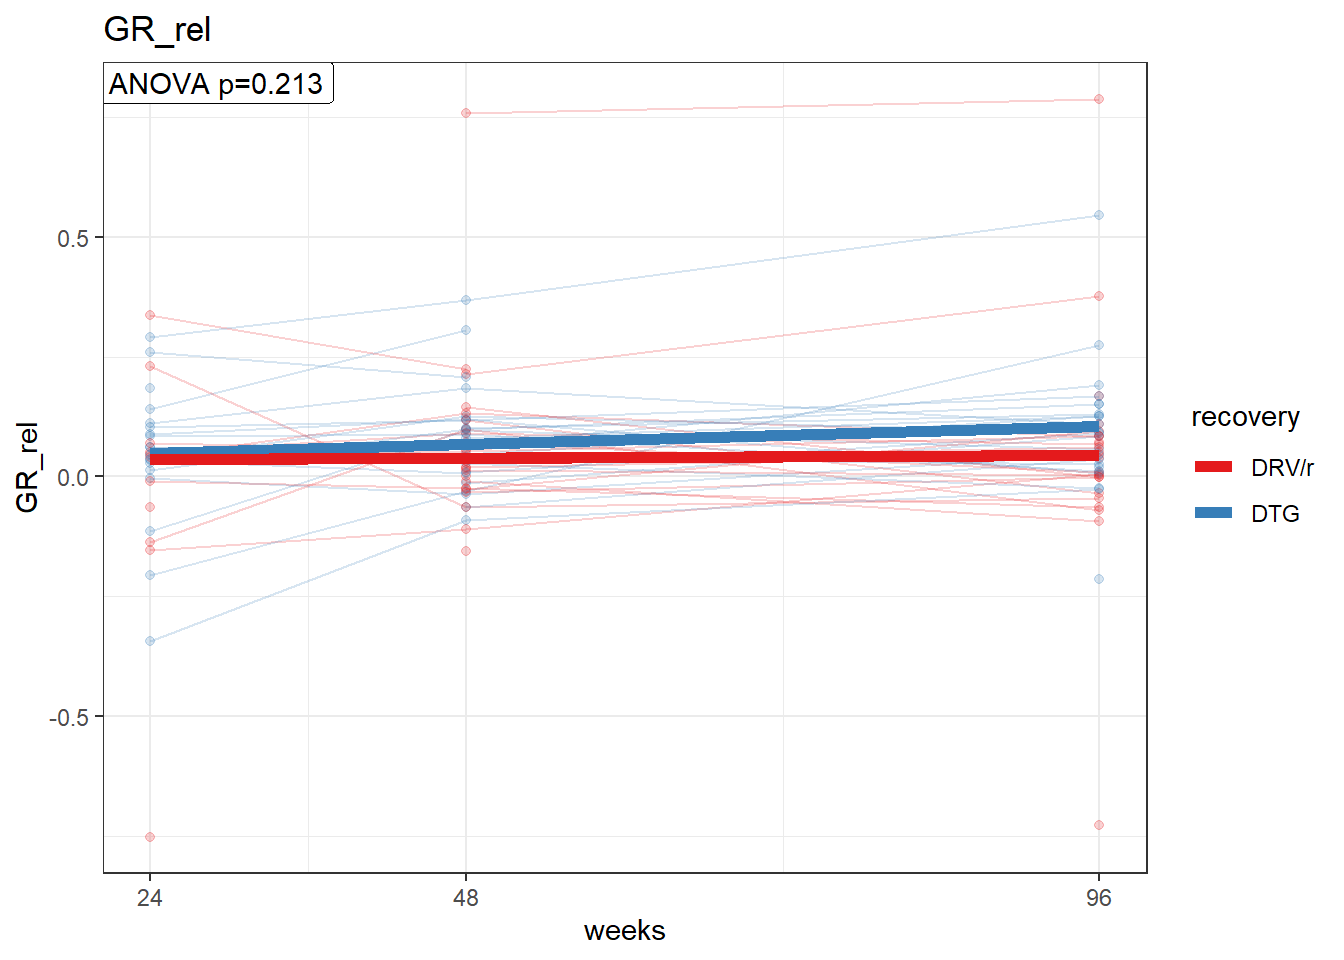 GR_rel
ANOVA p=0.213
GR_rel
0.5
0.0
-0.5
24
48
96
weeks
recovery
DRV/r
DTG